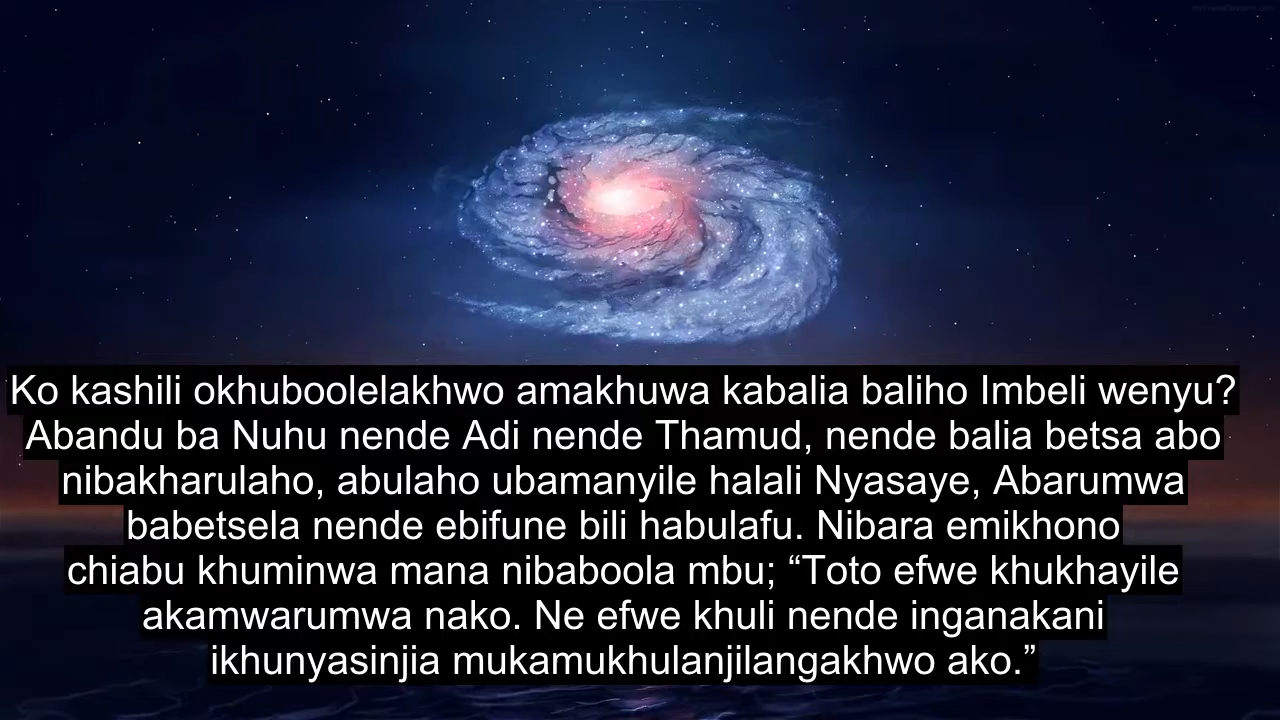 Ko kashili okhuboolelakhwo amakhuwa kabalia baliho Imbeli wenyu?
Abandu ba Nuhu nende Adi nende Thamud, nende balia betsa abo
nibakharulaho, abulaho ubamanyile halali Nyasaye, Abarumwa
babetsela nende ebifune bili habulafu. Nibara emikhono
chiabu khuminwa mana nibaboola mbu; “Toto efwe khukhayile
akamwarumwa nako. Ne efwe khuli nende inganakani
ikhunyasinjia mukamukhulanjilangakhwo ako.”